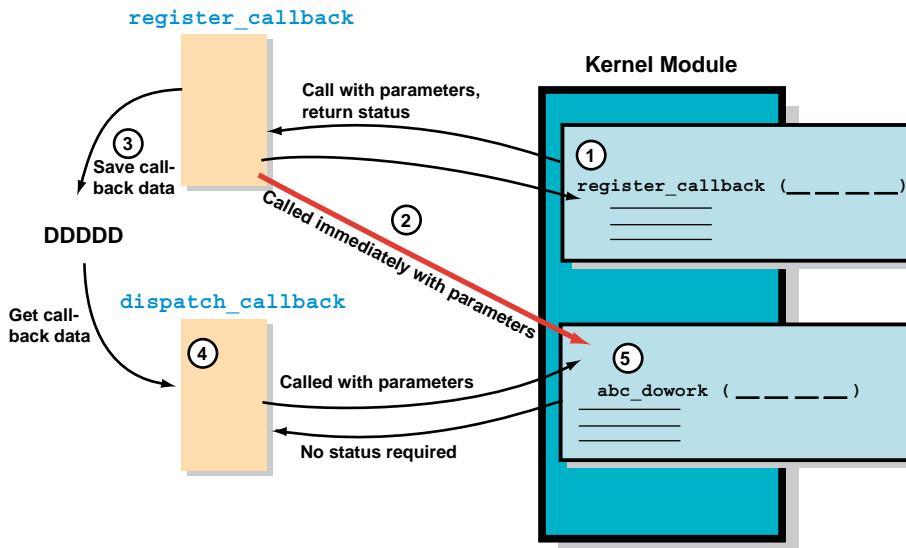 register_callback
Kernel Module
Call with parameters,
return status
1
register_callback (_ _ _ _)
3
Save call-
back data
2
Called immediately with parameters
DDDDD
dispatch_callback
Get call-
back data
4
Called with parameters
5
abc_dowork ( _ _ _ _ )
No status required